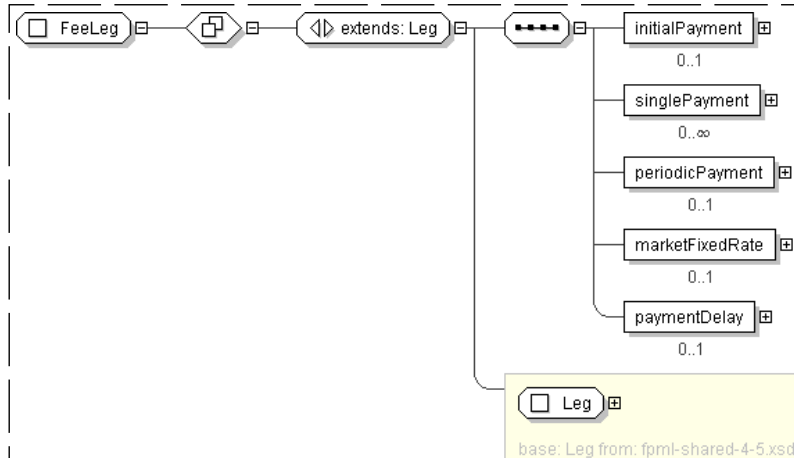 FeeLeg
extends: Leg
initialPayment
0..1
singlePayment
0..∞
periodicPayment
0..1
marketFixedRate
0..1
paymentDelay
0..1
Leg
base: Leg from: fpml-shared-4-5.xsd